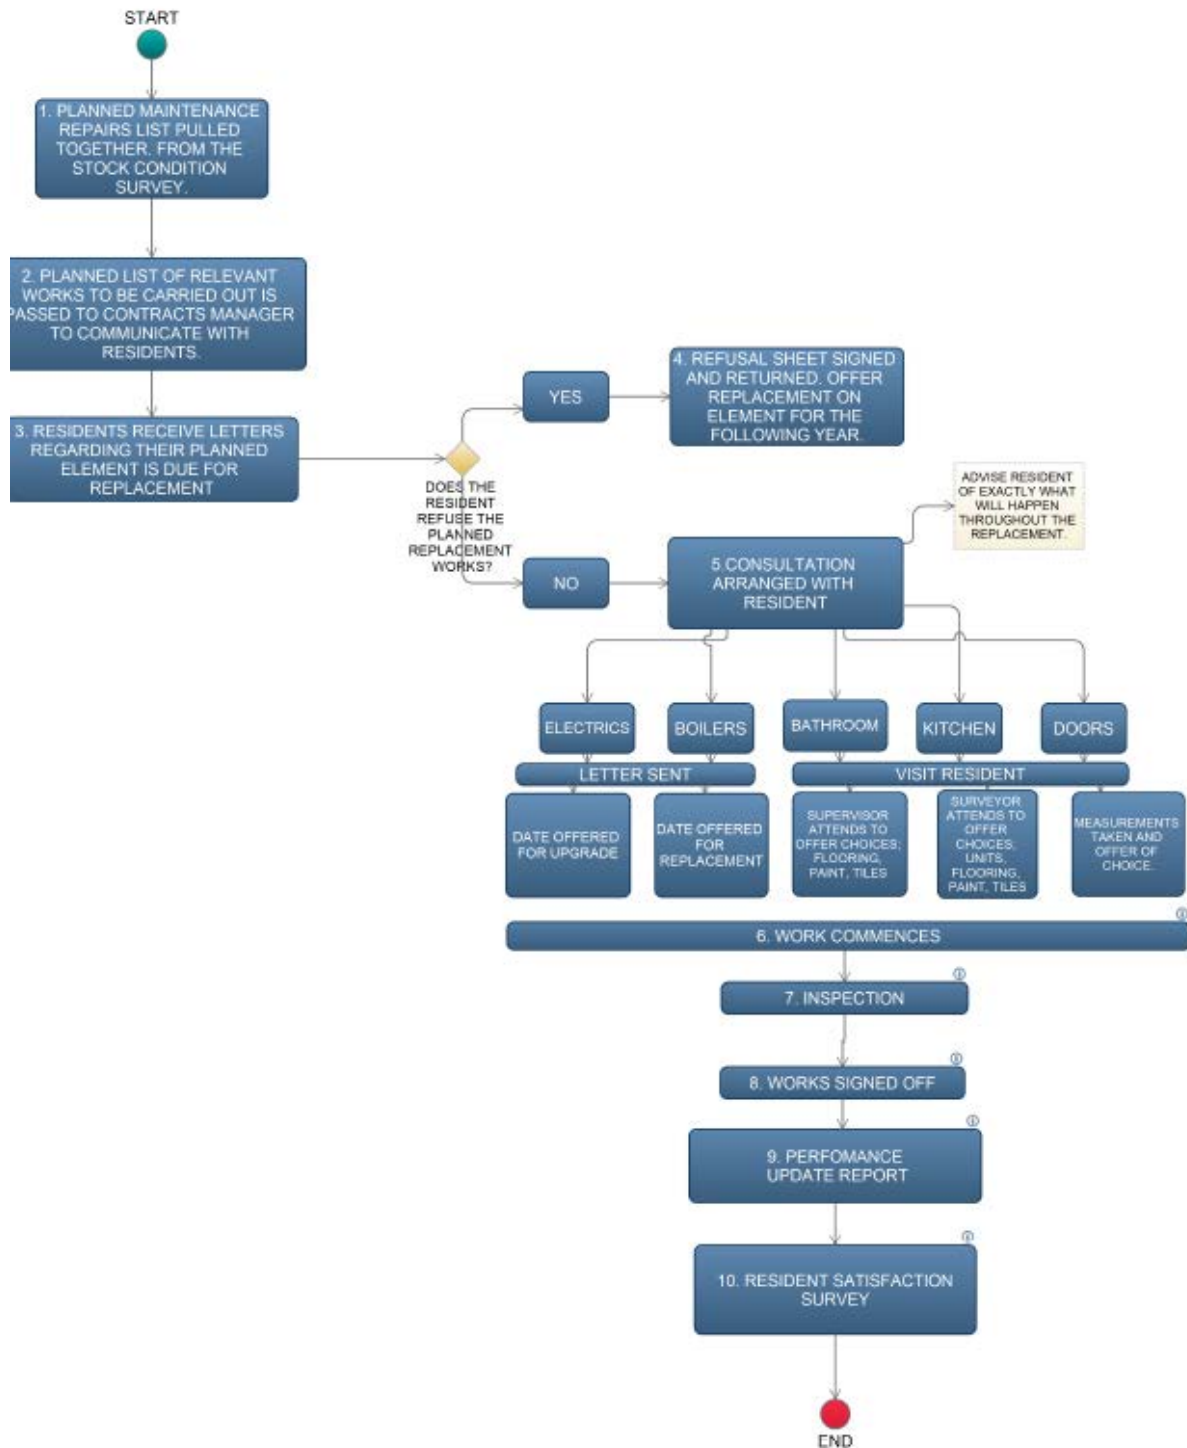 START
1. PLANNED MAINTENANCE
REPAIRS LIST PULLED
TOGETHER. FROM THE
STOCK CONDITION
SURVEY.
2. PLANNED LIST OF RELEVANT
WORKS TO BE CARRIED OUT IS
PASSED TO CONTRACTS MANAGER
TO COMMUNICATE WITH
RESIDENTS.
3. RESIDENTS RECEIVE LETTERS
REGARDING THEIR PLANNED
ELEMENT IS DUE FOR
REPLACEMENT
DOES THE
RESIDENT
REFUSE THE
PLANNED
REPLACEMENT
WORKS?
YES
4. REFUSAL SHEET SIGNED
AND RETURNED. OFFER
REPLACEMENT ON
ELEMENT FOR THE
FOLLOWING YEAR.
NO
5.CONSULTATION
ARRANGED WITH
RESIDENT
ADVISE RESIDENT
OF EXACTLY WHAT
WILL HAPPEN
THROUGHOUT THE
REPLACEMENT.
ELECTRICS
BOILERS
BATHROOM
KITCHEN
DOORS
LETTER SENT
VISIT RESIDENT
DATE OFFERED
FOR UPGRADE
DATE OFFERED
FOR
REPLACEMENT
SUPERVISOR
ATTENDS TO
OFFER CHOICES;
FLOORING,
PAINT, TILES
SURVEYOR
ATTENDS TO
OFFER
CHOICES,
UNITS,
FLOORING,
PAINT, TILES
MEASUREMENTS
TAKEN AND
OFFER OF
CHOICE.
6. WORK COMMENCES
7. INSPECTION
8. WORKS SIGNED OFF
9. PERFOMANCE
UPDATE REPORT
10. RESIDENT SATISFACTION
SURVEY
END